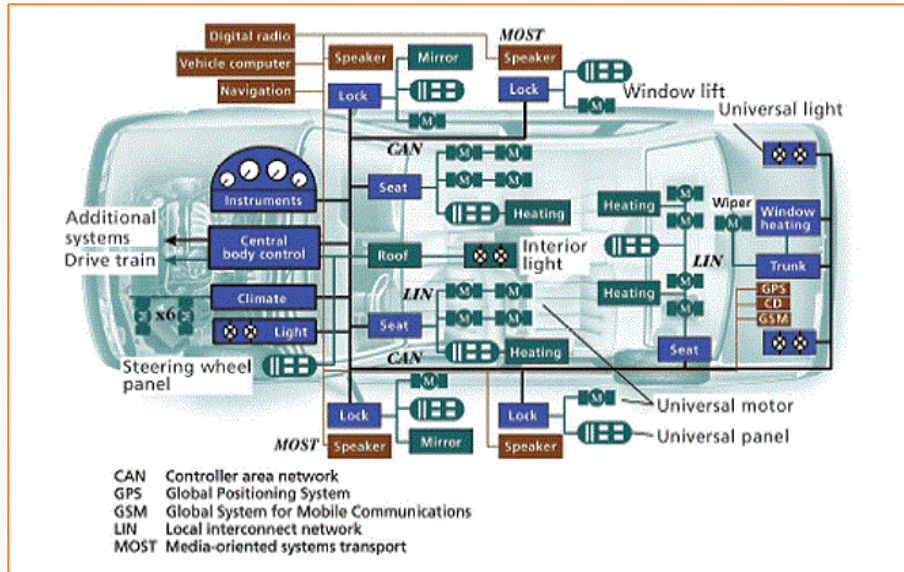 Digital radio
MOST
Vehicle computer
Speaker
Mirror
Speaker
Navigation
Lock
Lock
M
Window lift
M
Universal light
CAN
M M
Instruments
Seat
M M
Heating
Heating
M
M
Wiper
M
Window
heating
Additional
systems
Drive train
Central
body control
Roof
Interior
light
LIN
Trunk
Climate
LIN
M M
Heating
M
M
GPS
CD
GSM
M x6 M
Light
Seat
M M
CAN
Heating
Seat
Steering wheel
panel
M
M
Lock
Lock
Universal motor
MOST
Speaker
Mirror
Speaker
Universal panel
CAN Controller area network
GPS Global Positioning System
GSM Global System for Mobile Communications
LIN Local interconnect network
MOST Media-oriented systems transport